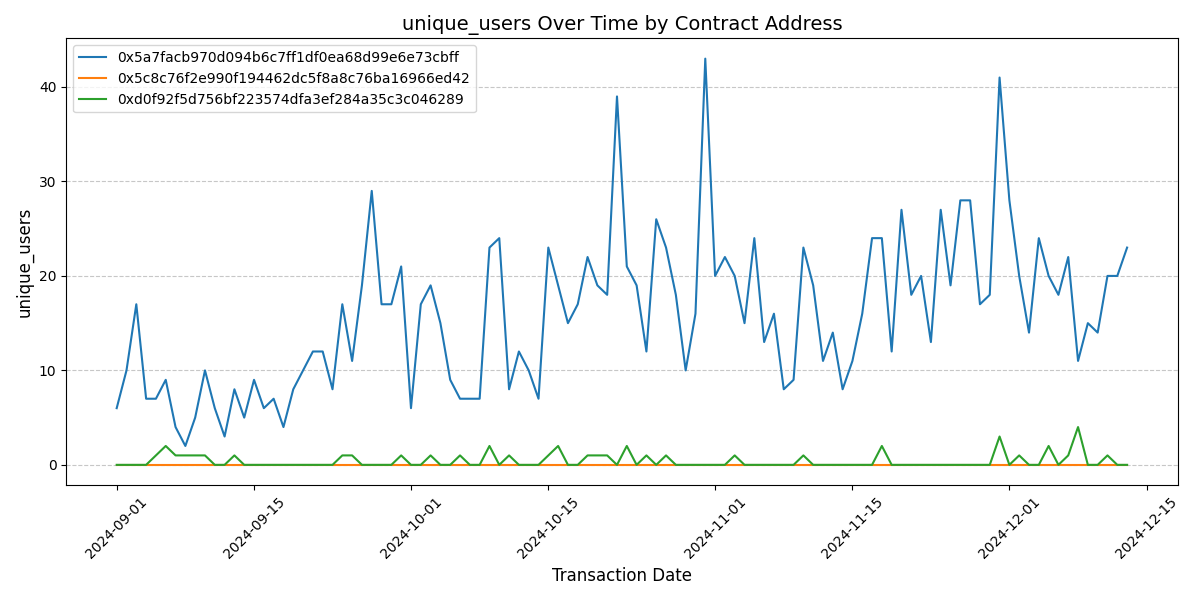 unique_users Over Time by Contract Address
0x5a7facb970d094b6c7ff1df0ea68d99e6e73cbff
0x5c8c76f2e990f194462dc5f8a8c76ba16966ed42
0xd0f92f5d756bf223574dfa3ef284a35c3c046289
unique_users
40
30
20
10
0
2024-09-01
2024-09-15
2024-10-01
2024-10-15
2024-11-01
2024-11-15
2024-12-01
2024-12-15
Transaction Date